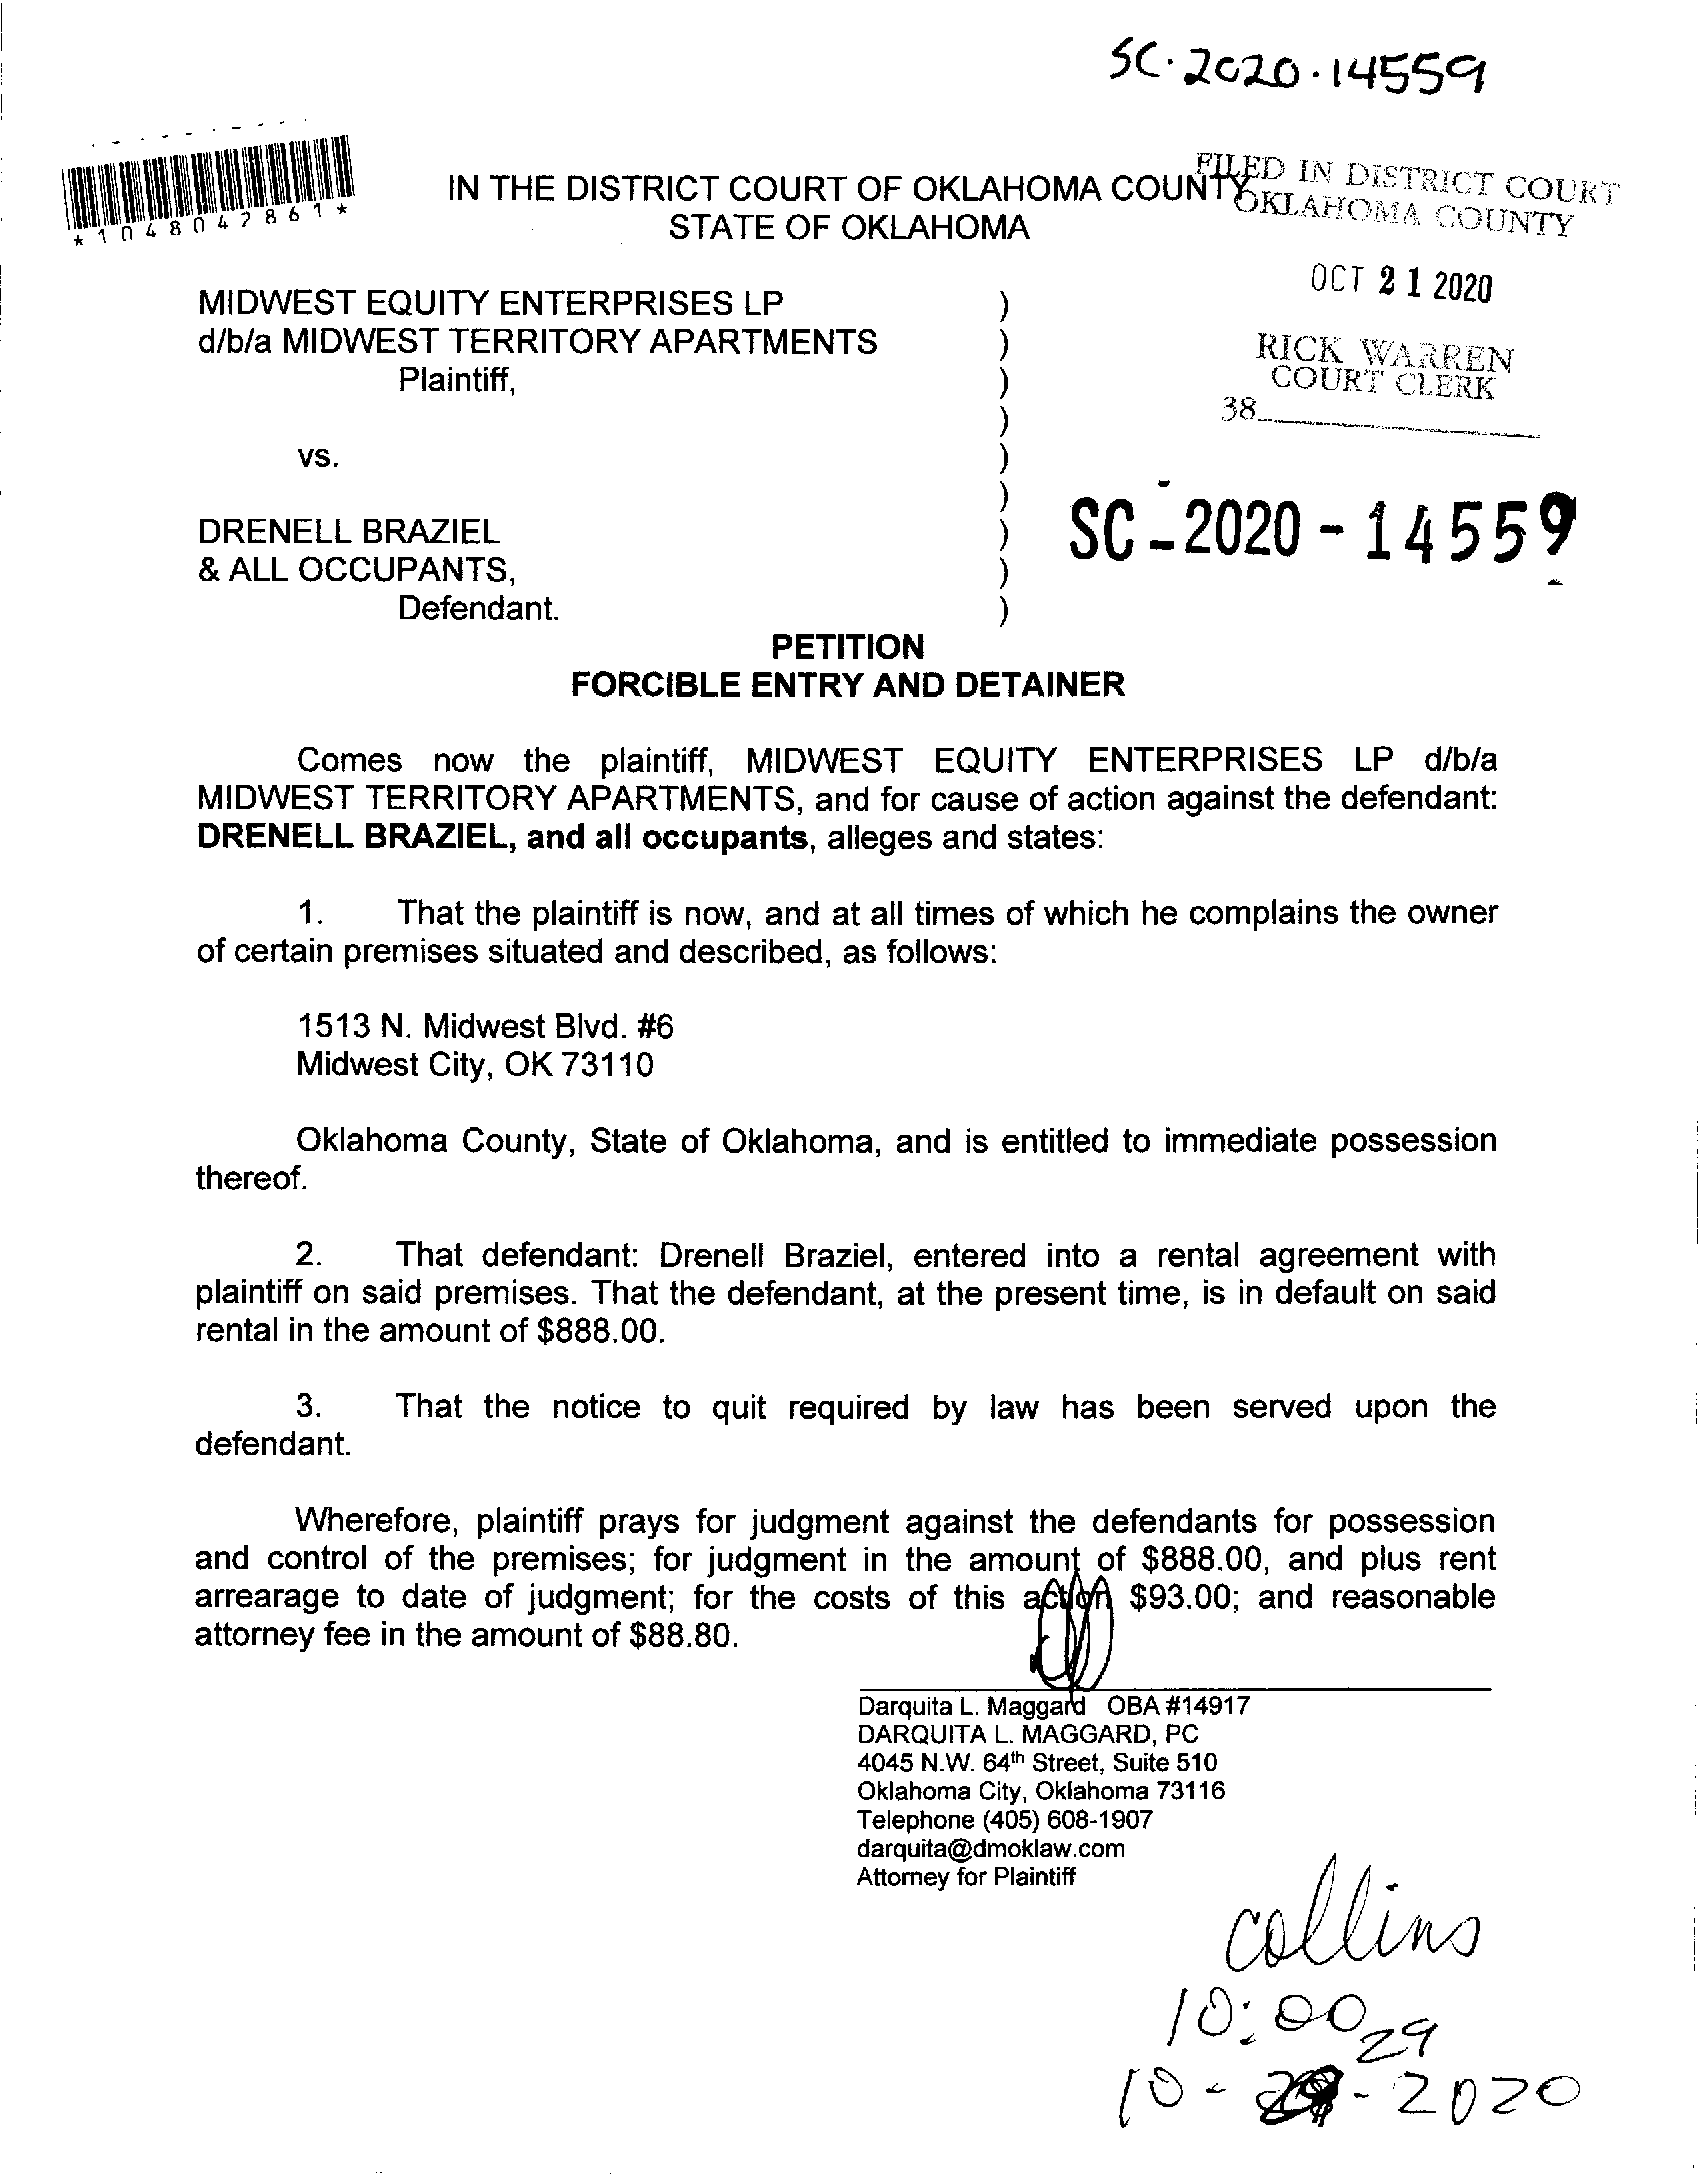 SC·2020·14559
*1048042861*
IN THE DISTRICT COURT OF OKLAHOMA COUNTY
STATE OF OKLAHOMA
FILED IN DISTRICT COURT
OKLAHOMA COUNTY
OCT 21 2020
RICK WARREN
COURT CLERK
38
MIDWEST EQUITY ENTERPRISES LP )
d/b/a MIDWEST TERRITORY APARTMENTS )
Plaintiff, )
)
vs. )
)
DRENELL BRAZIEL )
& ALL OCCUPANTS, )
Defendant. )
SC-2020-14559
PETITION
FORCIBLE ENTRY AND DETAINER
Comes now the plaintiff, MIDWEST EQUITY ENTERPRISES LP d/b/a
MIDWEST TERRITORY APARTMENTS, and for cause of action against the defendant:
DRENELL BRAZIEL, and all occupants, alleges and states:
1. That the plaintiff is now, and at all times of which he complains the owner
of certain premises situated and described, as follows:
1513 N. Midwest Blvd. #6
Midwest City, OK 73110
Oklahoma County, State of Oklahoma, and is entitled to immediate possession
thereof.
2. That defendant: Drenell Braziel, entered into a rental agreement with
plaintiff on said premises. That the defendant, at the present time, is in default on said
rental in the amount of $888.00.
3. That the notice to quit required by law has been served upon the
defendant.
Wherefore, plaintiff prays for judgment against the defendants for possession
and control of the premises; for judgment in the amount of $888.00, and plus rent
arrearage to date of judgment; for the costs of this action $93.00; and reasonable
attorney fee in the amount of $88.80.
Darquita L. Maggard OBA #14917
DARQUITA L. MAGGARD, PC
4045 N.W. 64th Street, Suite 510
Oklahoma City, Oklahoma 73116
Telephone (405) 608-1907
darquita@dmoklaw.com
Attorney for Plaintiff
collins
10:00
29
10- -2020